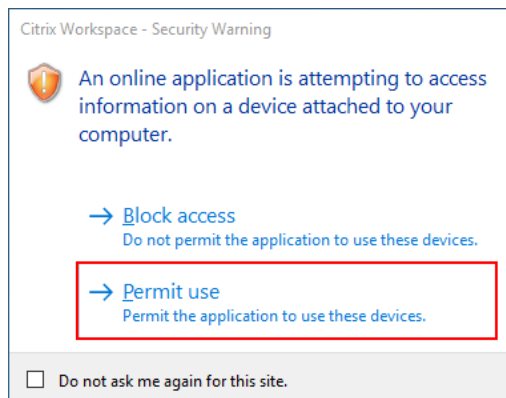 Citrix Workspace - Security Warning
An online application is attempting to access
information on a device attached to your
computer.
Block access
Do not permit the application to use these devices.
Permit use
Permit the application to use these devices.
Do not ask me again for this site.